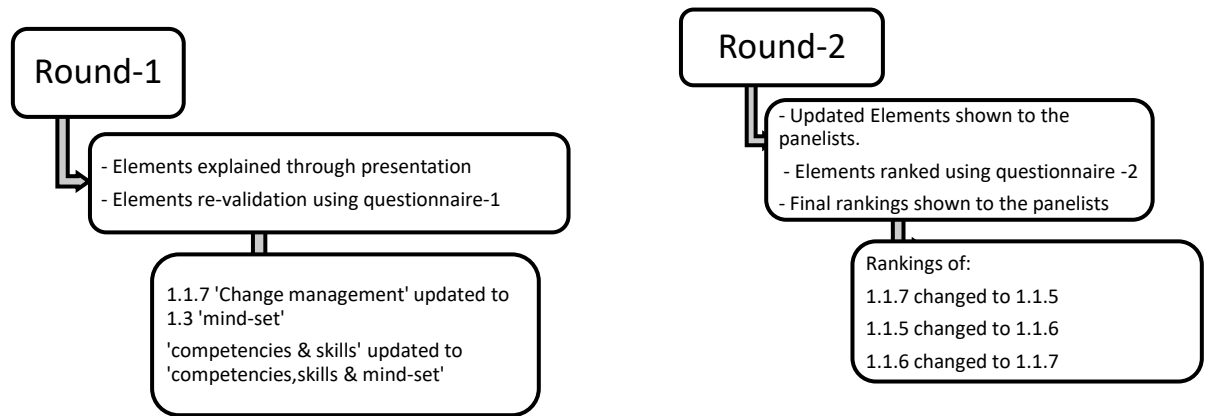 Round-1
- Elements explained through presentation
- Elements re-validation using questionnaire-1
1.1.7 'Change management' updated to
1.3 'mind-set'
'competencies & skills' updated to
'competencies,skills & mind-set'
Round-2
- Updated Elements shown to the
panelists.
- Elements ranked using questionnaire -2
- Final rankings shown to the panelists
Rankings of:
1.1.7 changed to 1.1.5
1.1.5 changed to 1.1.6
1.1.6 changed to 1.1.7